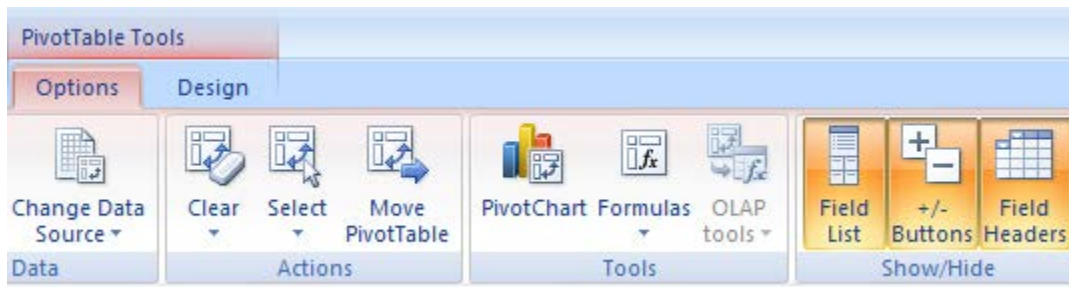 PivotTable Tools
Options Design
Change Data
Source
Clear
Select
Move
PivotTable
PivotChart
Formulas
OLAP
tools
Field
List
+/-
Buttons
Field
Headers
Data
Actions
Tools
Show/Hide